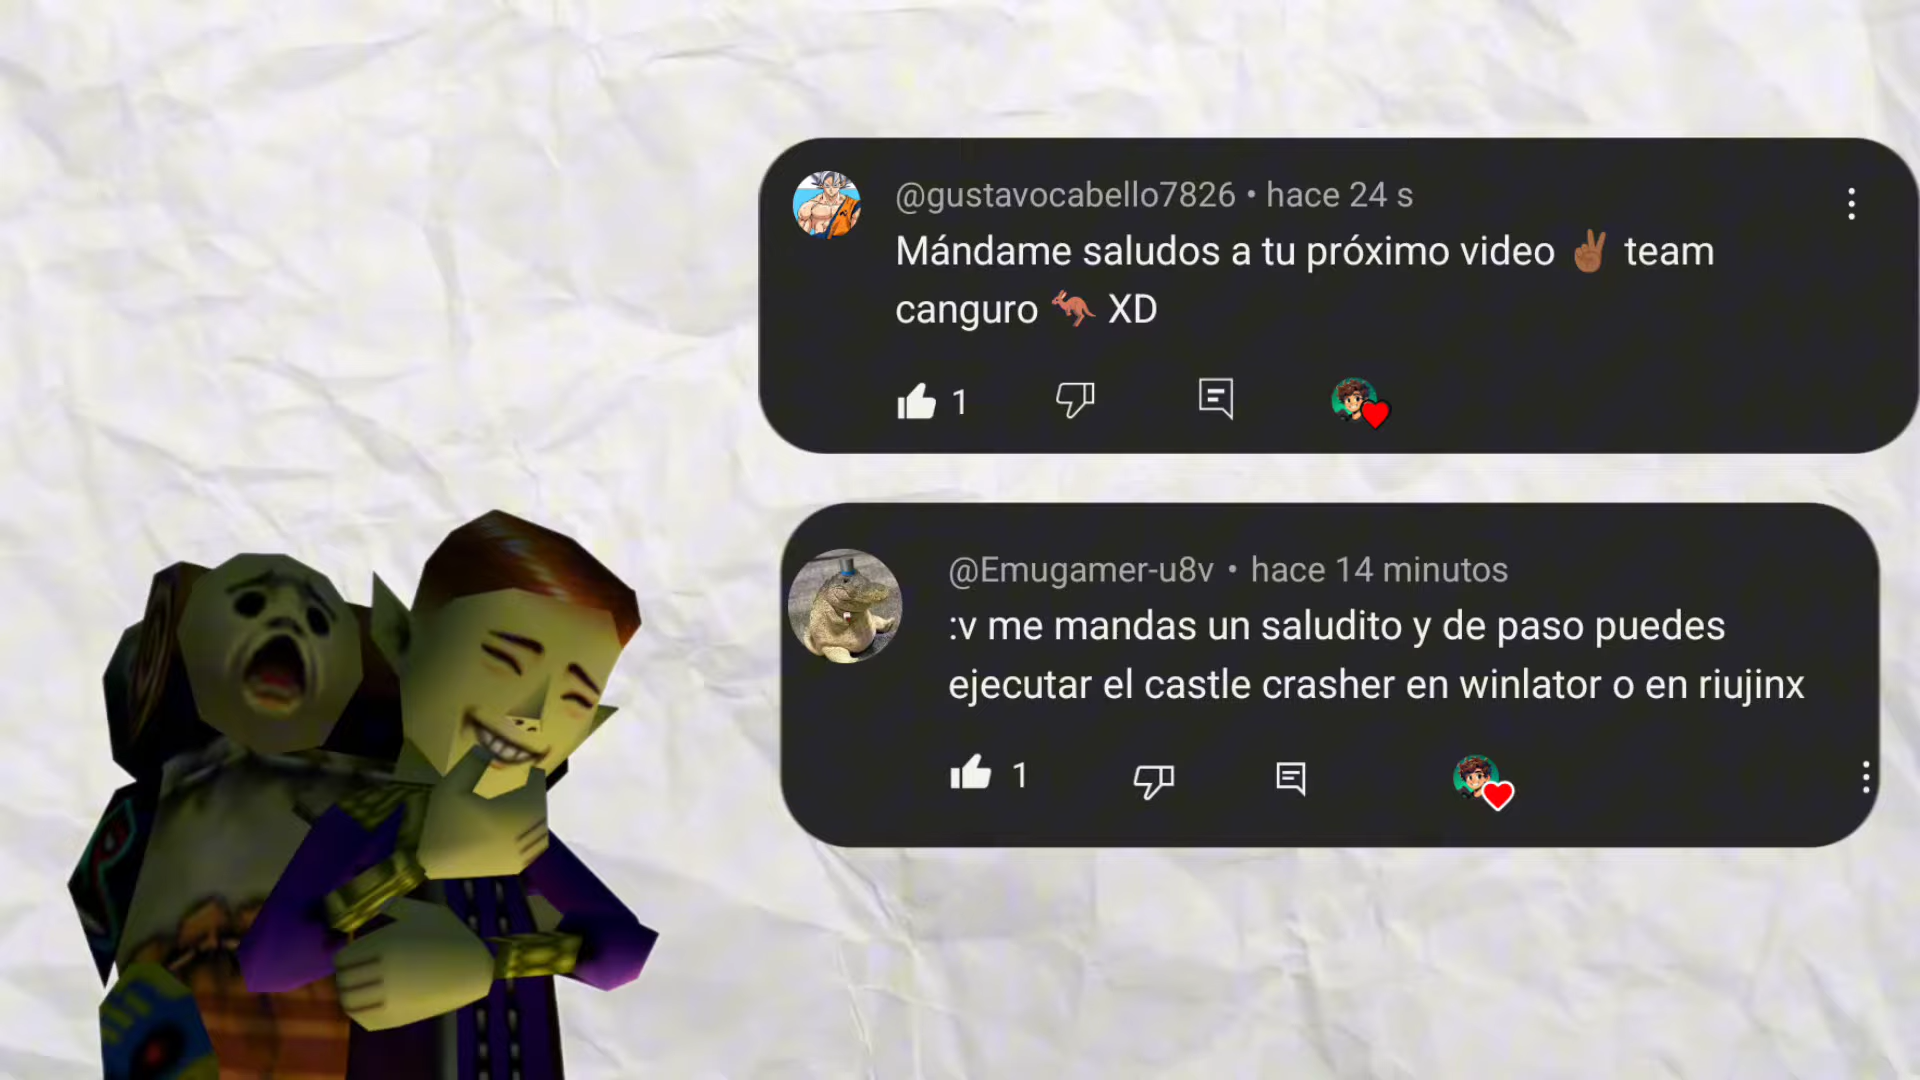 @gustavocabello7826 • hace 24 s
Mándame saludos a tu próximo video ✌🏾 team
canguro 🦘 XD
1
@Emugamer-u8v • hace 14 minutos
:v me mandas un saludito y de paso puedes
ejecutar el castle crasher en winlator o en riujinx
1